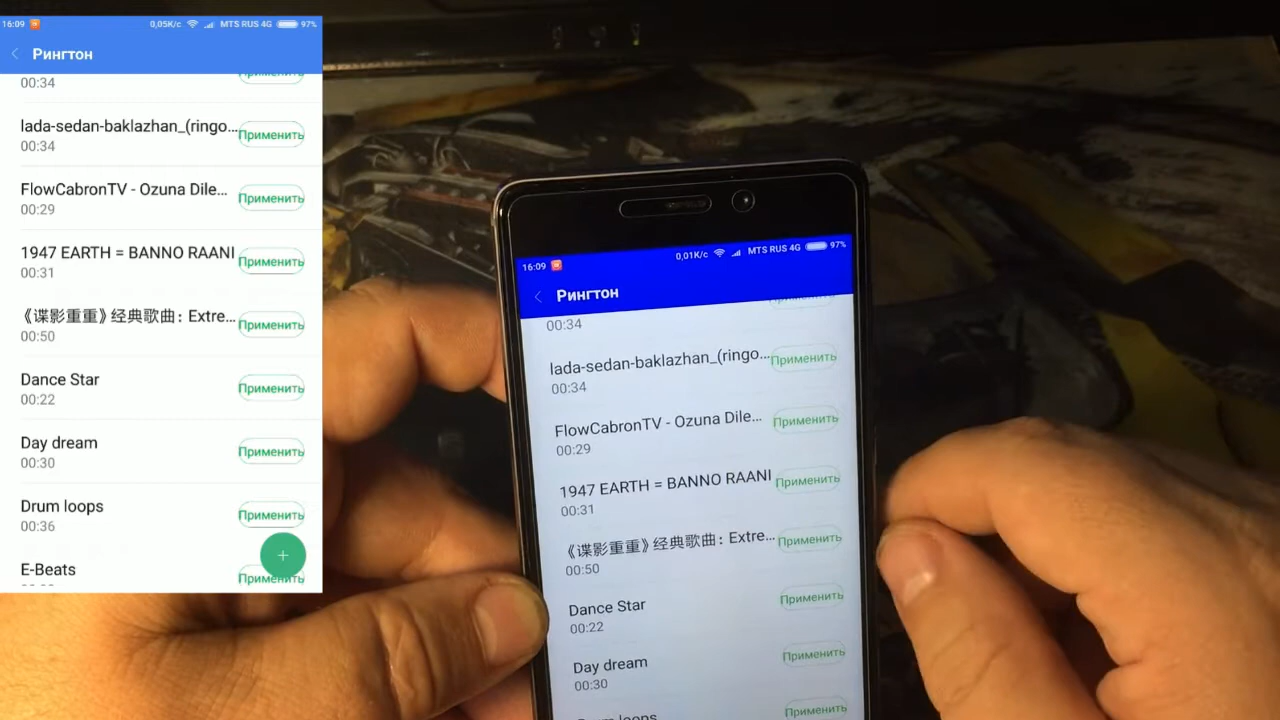 16:09 0,05K/c MTS RUS 4G 97%
Рингтон
00:34
Применить
lada-sedan-baklazhan_(ringo...
00:34
Применить
FlowCabronTV - Ozuna Dile...
00:29
Применить
1947 EARTH = BANNO RAANI
00:31
Применить
《谍影重重》经典歌曲：Extre...
00:50
Применить
Dance Star
00:22
Применить
Day dream
00:30
Применить
Drum loops
00:36
Применить
E-Beats
Применить
16:09 0,01K/c MTS RUS 4G 97%
Рингтон
00:34
Применить
lada-sedan-baklazhan_(ringo...
00:34
Применить
FlowCabronTV - Ozuna Dile...
00:29
Применить
1947 EARTH = BANNO RAANI
00:31
Применить
《谍影重重》经典歌曲：Extre...
00:50
Применить
Dance Star
00:22
Применить
Day dream
00:30
Применить
Drum loops
Применить